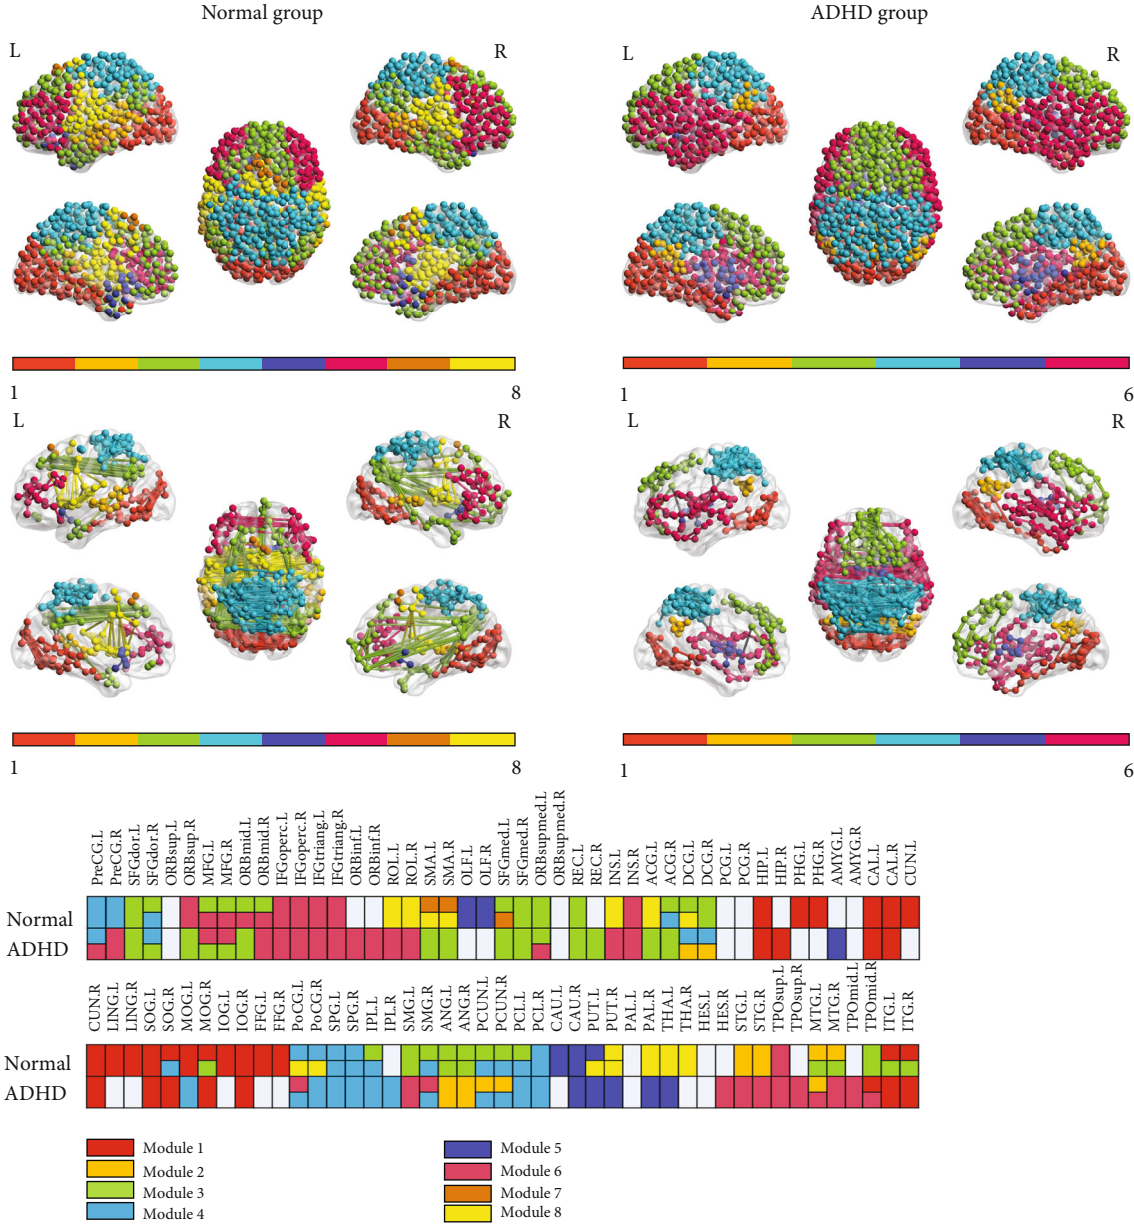 Normal group ADHD group
L R L R
1 8 1 6
L R L R
1 8 1 6
PreCG.L PreCG.R SFGdor.L SFGdor.R ORBsup.L ORBsup.R MFG.L MFG.R ORBmid.L ORBmid.R IFGoperc.L IFGoperc.R IFGtriang.L IFGtriang.R ORBinf.L ORBinf.R ROL.L ROL.R SMA.L SMA.R OLF.L OLF.R SFGmed.L SFGmed.R ORBsupmed.L ORBsupmed.R REC.L REC.R INS.L INS.R ACG.L ACG.R DCG.L DCG.R PCG.L PCG.R HIP.L HIP.R PHG.L PHG.R AMYG.L AMYG.R CAL.L CAL.R CUN.L
Normal
ADHD
CUN.R LING.L LING.R SOG.L SOG.R MOG.L MOG.R IOG.L IOG.R FFG.L FFG.R PoCG.L PoCG.R SPG.L SPG.R IPL.L IPL.R SMG.L SMG.R ANG.L ANG.R PCUN.L PCUN.R PCL.L PCL.R CAU.L CAU.R PUT.L PUT.R PAL.L PAL.R THA.L THA.R HES.L HES.R STG.L STG.R TPOsup.L TPOsup.R MTG.L MTG.R TPOmid.L TPOmid.R ITG.L ITG.R
Normal
ADHD
Module 1 Module 5
Module 2 Module 6
Module 3 Module 7
Module 4 Module 8